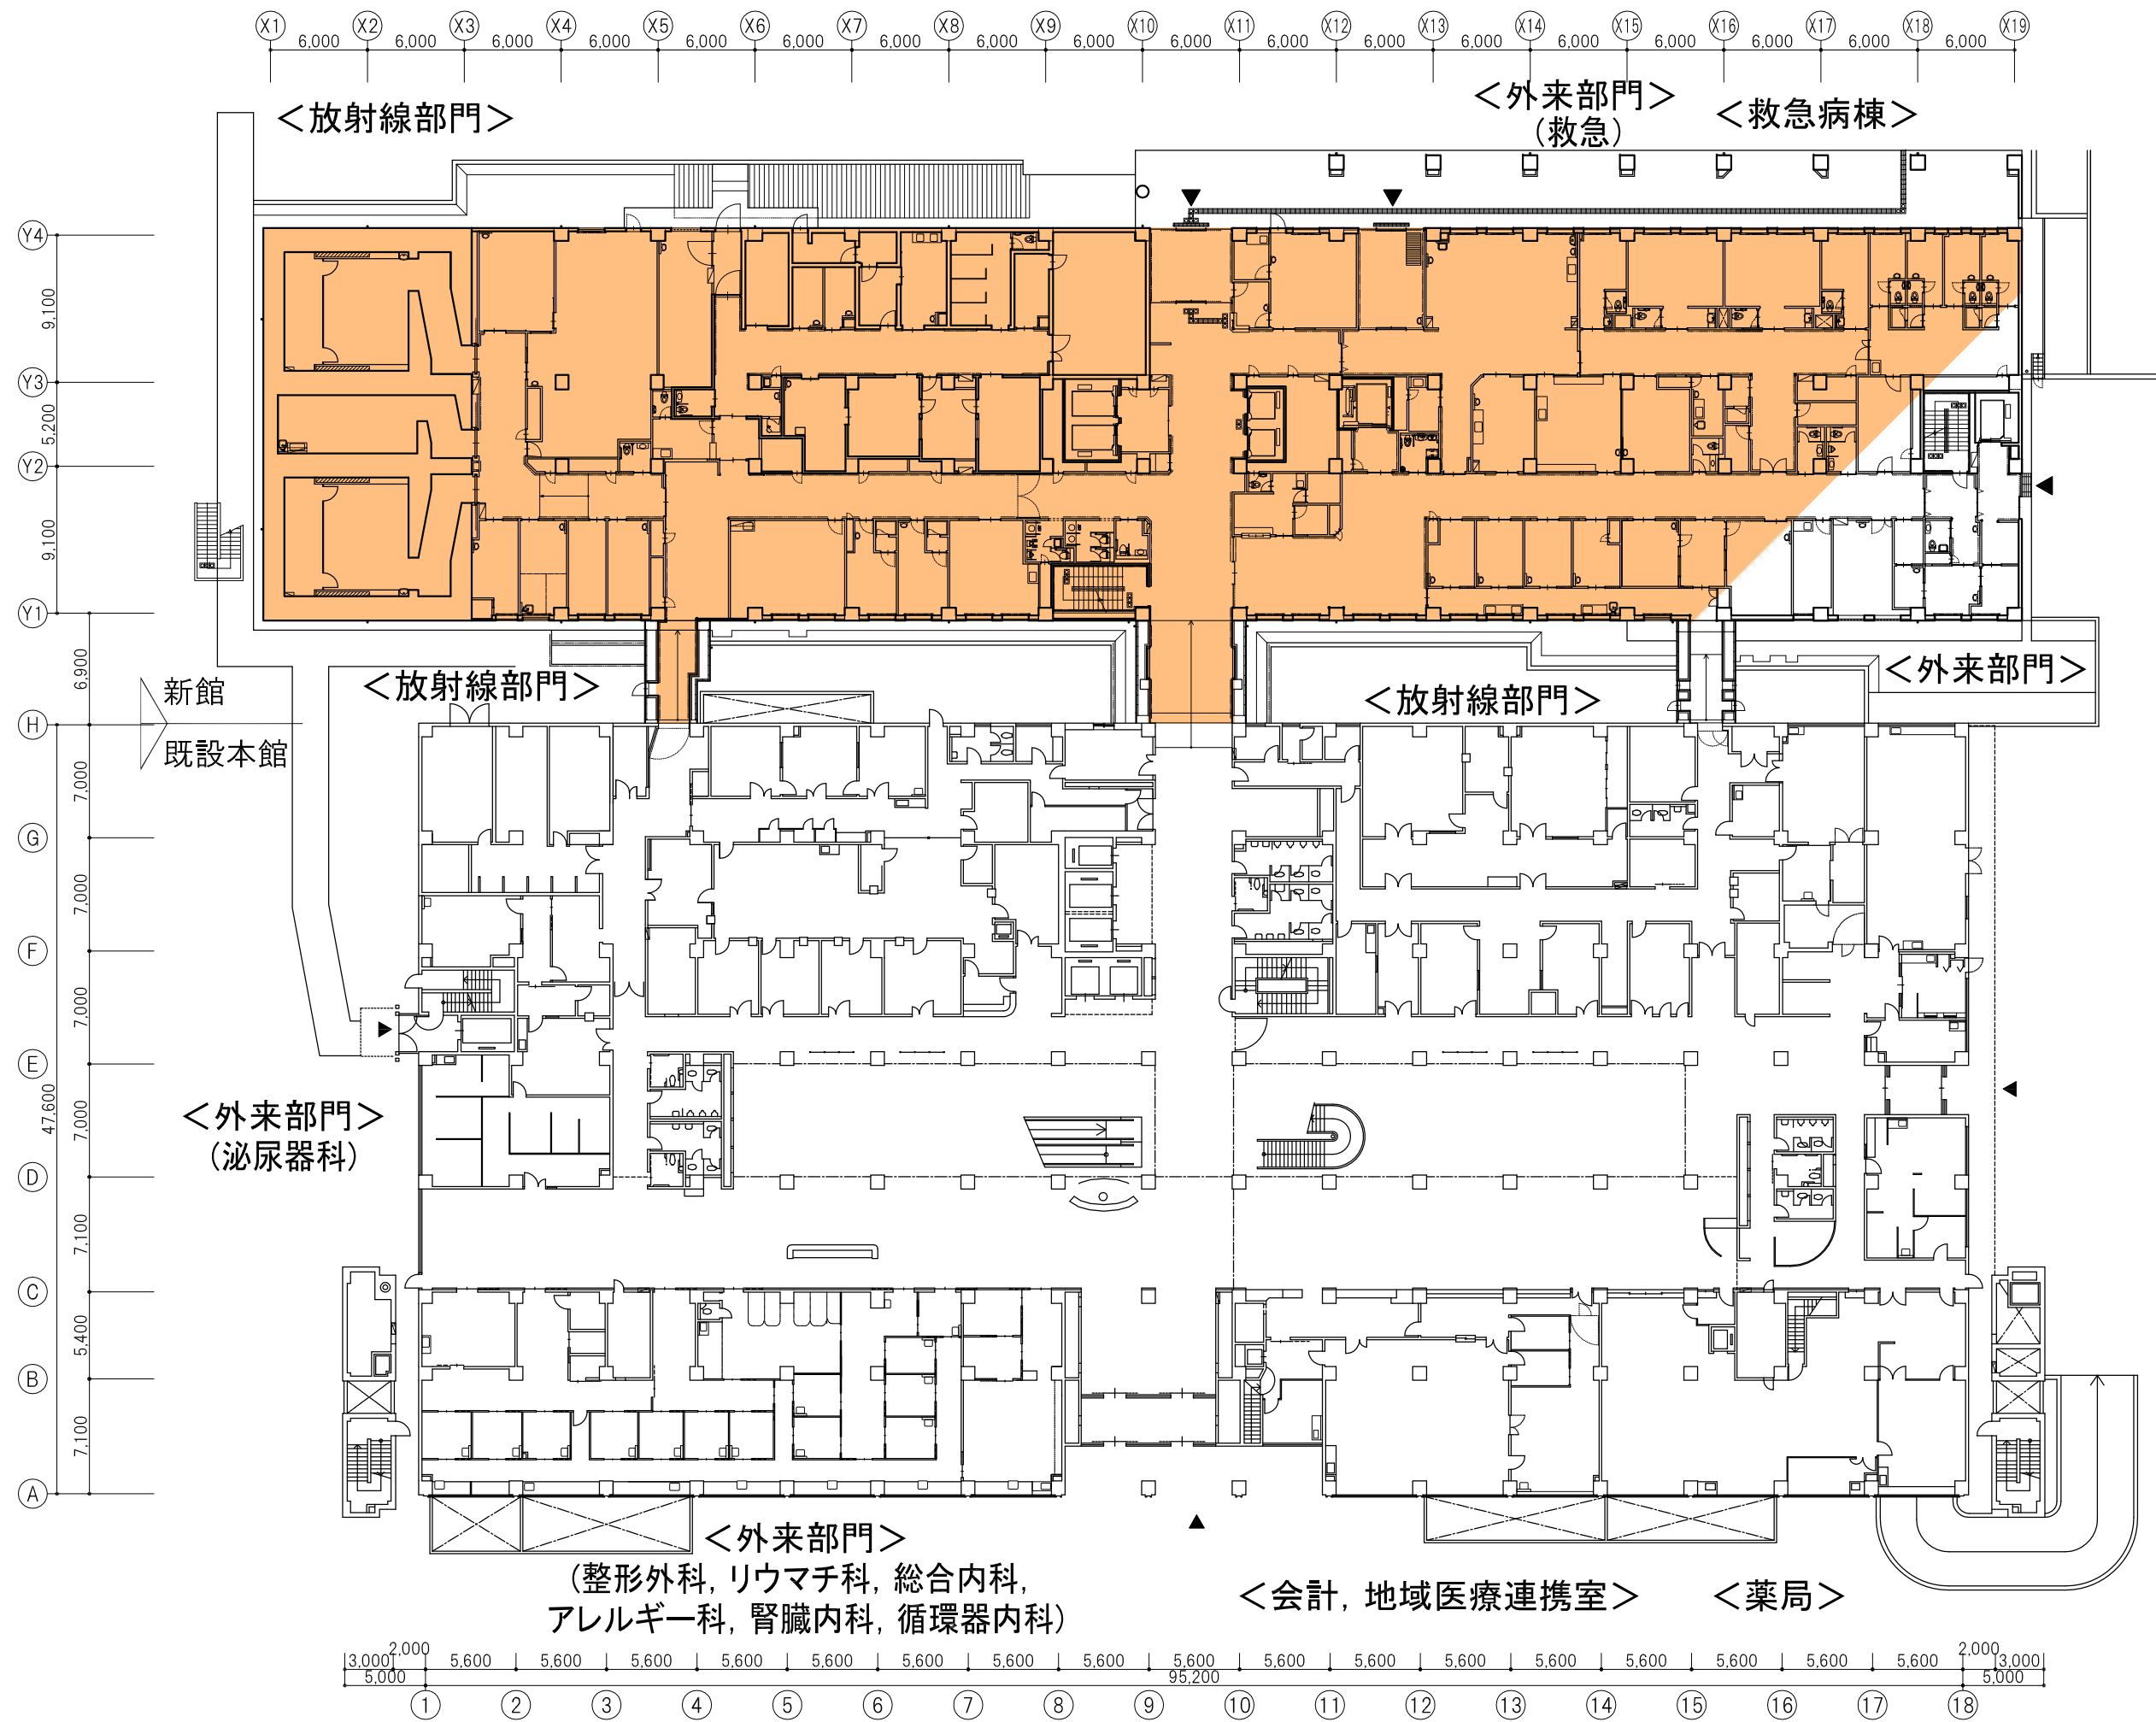 X1 X2 X3 X4 X5 X6 X7 X8 X9 X10 X11 X12 X13 X14 X15 X16 X17 X18 X19
6,000 6,000 6,000 6,000 6,000 6,000 6,000 6,000 6,000 6,000 6,000 6,000 6,000 6,000 6,000 6,000 6,000 6,000
＜放射線部門＞
＜外来部門＞
(救急)
＜救急病棟＞
Y4
9,100
Y3
5,200
Y2
9,100
Y1
6,900
＜放射線部門＞
＜放射線部門＞
＜外来部門＞
新館
既設本館
H
7,000
G
7,000
F
7,000
E
47,600
7,000
＜外来部門＞
(泌尿器科)
D
7,100
C
5,400
B
7,100
A
＜外来部門＞
(整形外科, リウマチ科, 総合内科,
アレルギー科, 腎臓内科, 循環器内科)
＜会計, 地域医療連携室＞
＜薬局＞
3,000 2,000 5,600 5,600 5,600 5,600 5,600 5,600 5,600 5,600 5,600 5,600 5,600 5,600 5,600 5,600 5,600 5,600 5,600 2,000 3,000
5,000 95,200 5,000
1 2 3 4 5 6 7 8 9 10 11 12 13 14 15 16 17 18